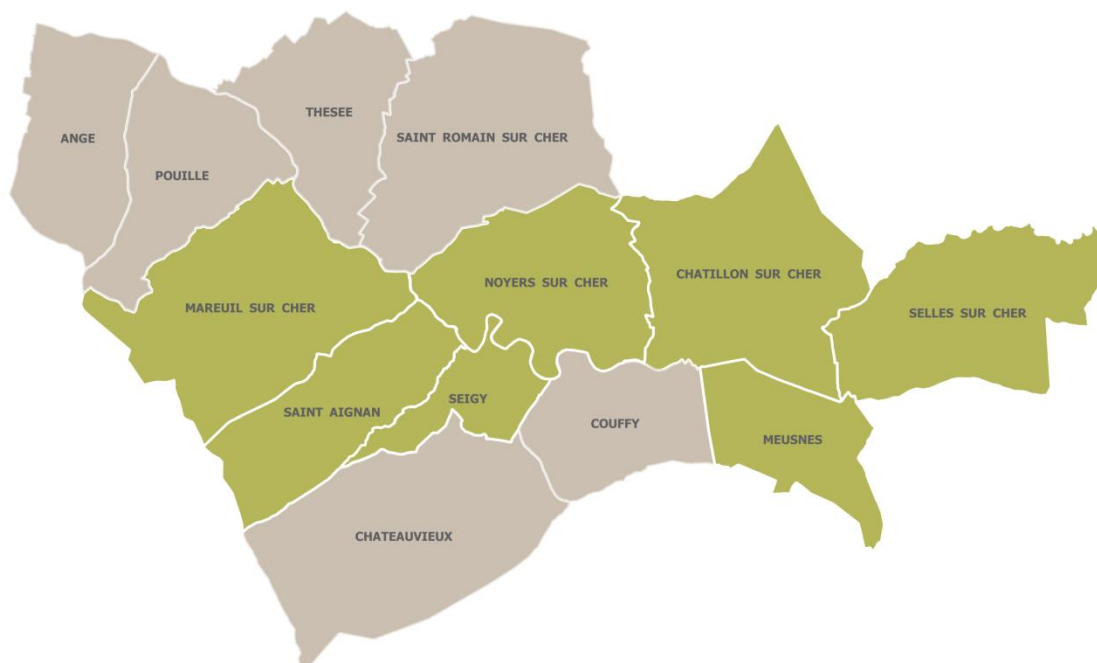 THESEE
ANGE
SAINT ROMAIN SUR CHER
POUILLE
CHATILLON SUR CHER
NOYERS SUR CHER
MAREUIL SUR CHER
SELLES SUR CHER
SEIGY
SAINT AIGNAN
COUFFY
MEUSNES
CHATEAUVIEUX